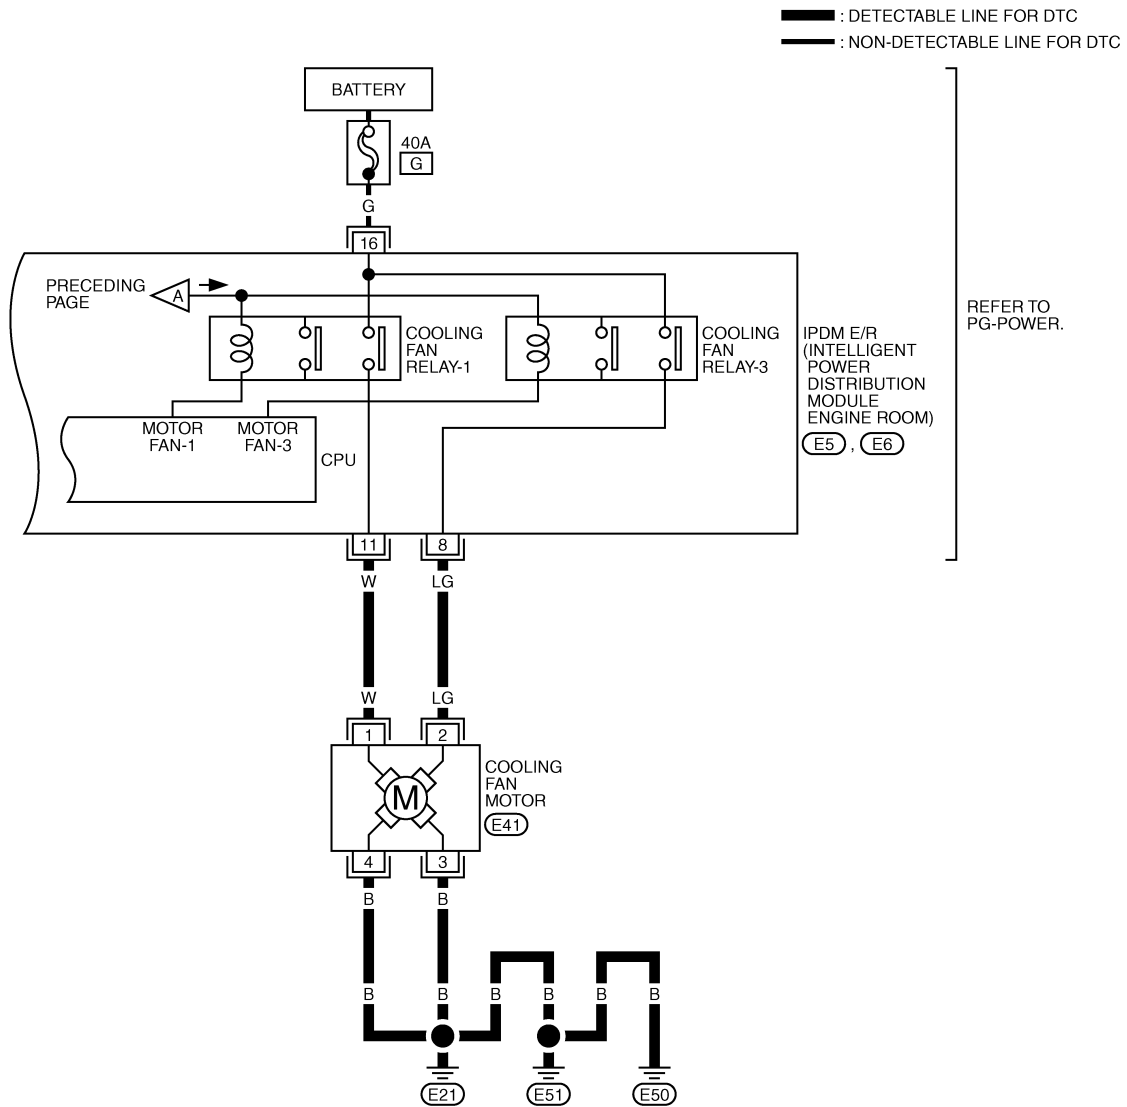 : DETECTABLE LINE FOR DTC
: NON-DETECTABLE LINE FOR DTC
BATTERY
40A
G
G
16
PRECEDING
PAGE
A
COOLING
FAN
RELAY-1
COOLING
FAN
RELAY-3
IPDM E/R
(INTELLIGENT
POWER
DISTRIBUTION
MODULE
ENGINE ROOM)
E5 , E6
REFER TO
PG-POWER.
MOTOR
FAN-1
MOTOR
FAN-3
CPU
11 8
W LG
W LG
1 2
M
COOLING
FAN
MOTOR
E41
4 3
B B
B B B B B B
E21 E51 E50